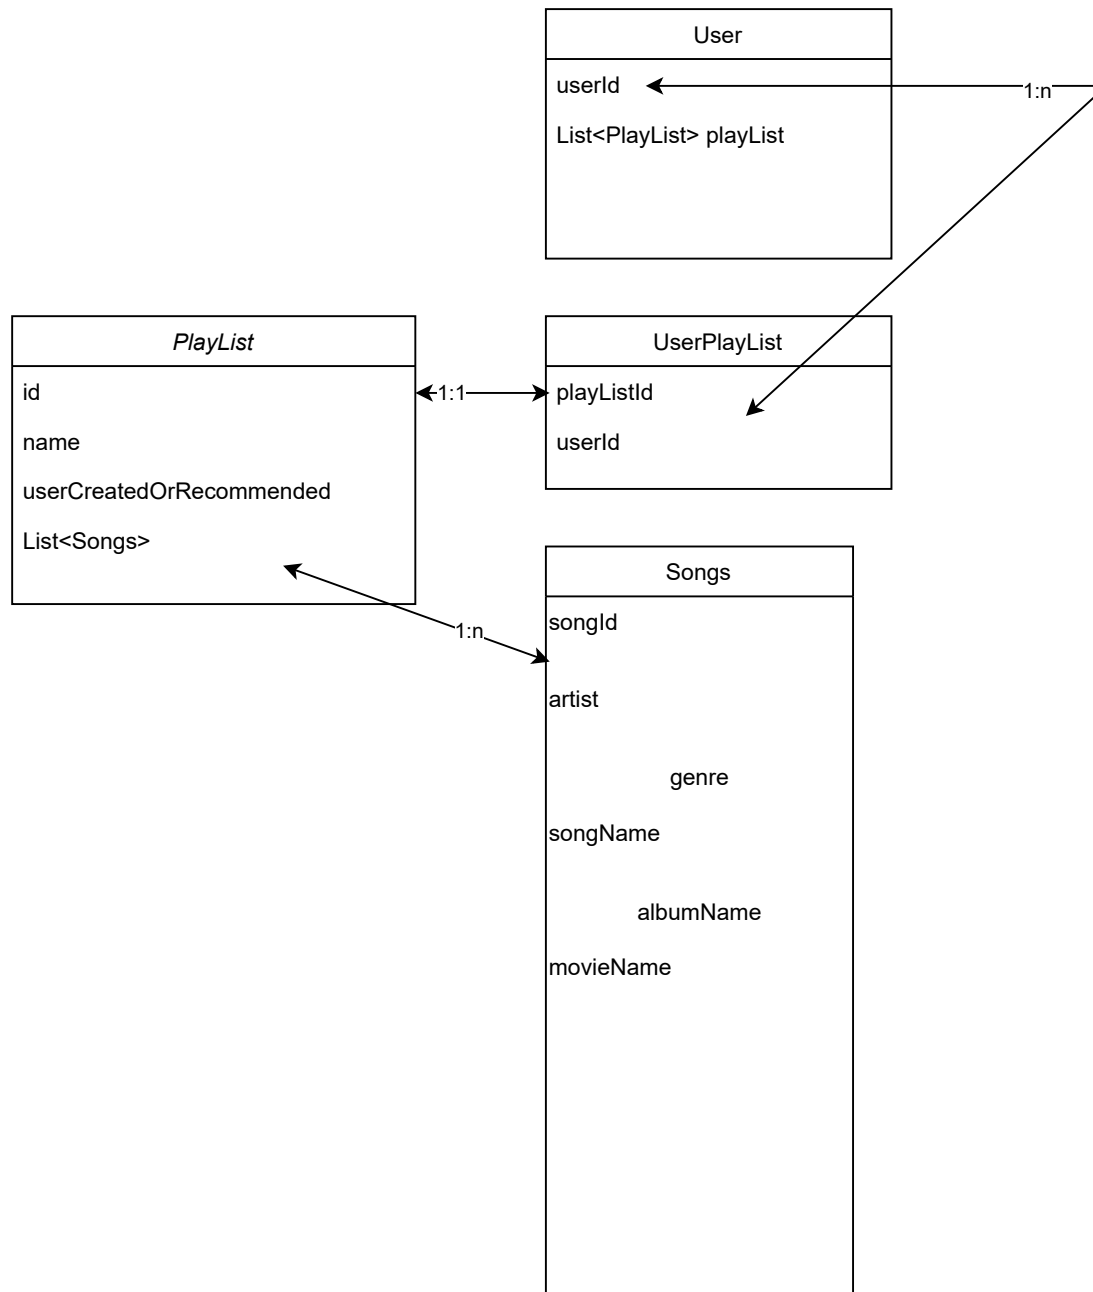 User
userId
1:n
List<PlayList> playList
PlayList
id
name
userCreatedOrRecommended
List<Songs>
1:1
UserPlayList
playListId
userId
1:n
Songs
songId
artist
genre
songName
albumName
movieName